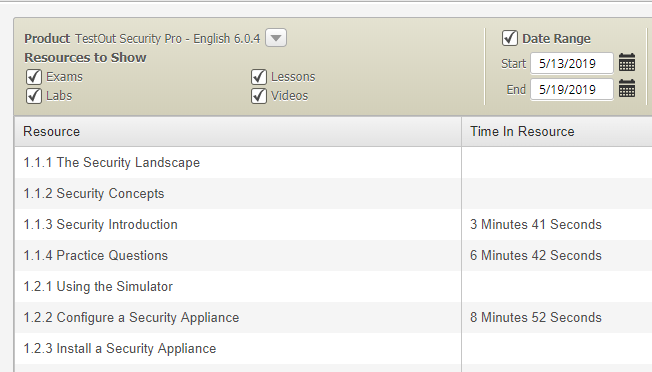 Product TestOut Security Pro - English 6.0.4
Resources to Show
Exams Lessons
Labs Videos
Date Range
Start 5/13/2019
End 5/19/2019
Resource Time In Resource
1.1.1 The Security Landscape
1.1.2 Security Concepts
1.1.3 Security Introduction 3 Minutes 41 Seconds
1.1.4 Practice Questions 6 Minutes 42 Seconds
1.2.1 Using the Simulator
1.2.2 Configure a Security Appliance 8 Minutes 52 Seconds
1.2.3 Install a Security Appliance